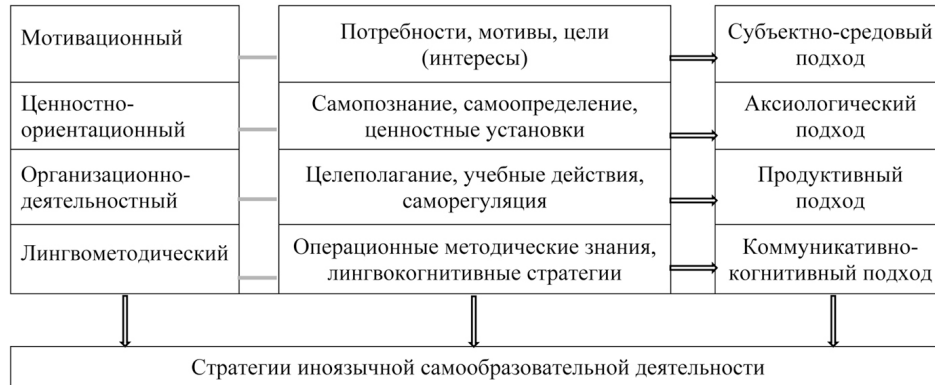 Мотивационный
Потребности, мотивы, цели
(интересы)
Субъектно-средовый
подход
Ценностно-
ориентационный
Самопознание, самоопределение,
ценностные установки
Аксиологический
подход
Организационно-
деятельностный
Целеполагание, учебные действия,
саморегуляция
Продуктивный
подход
Лингвометодический
Операционные методические знания,
лингвокогнитивные стратегии
Коммуникативно-
когнитивный подход
Стратегии иноязычной самообразовательной деятельности